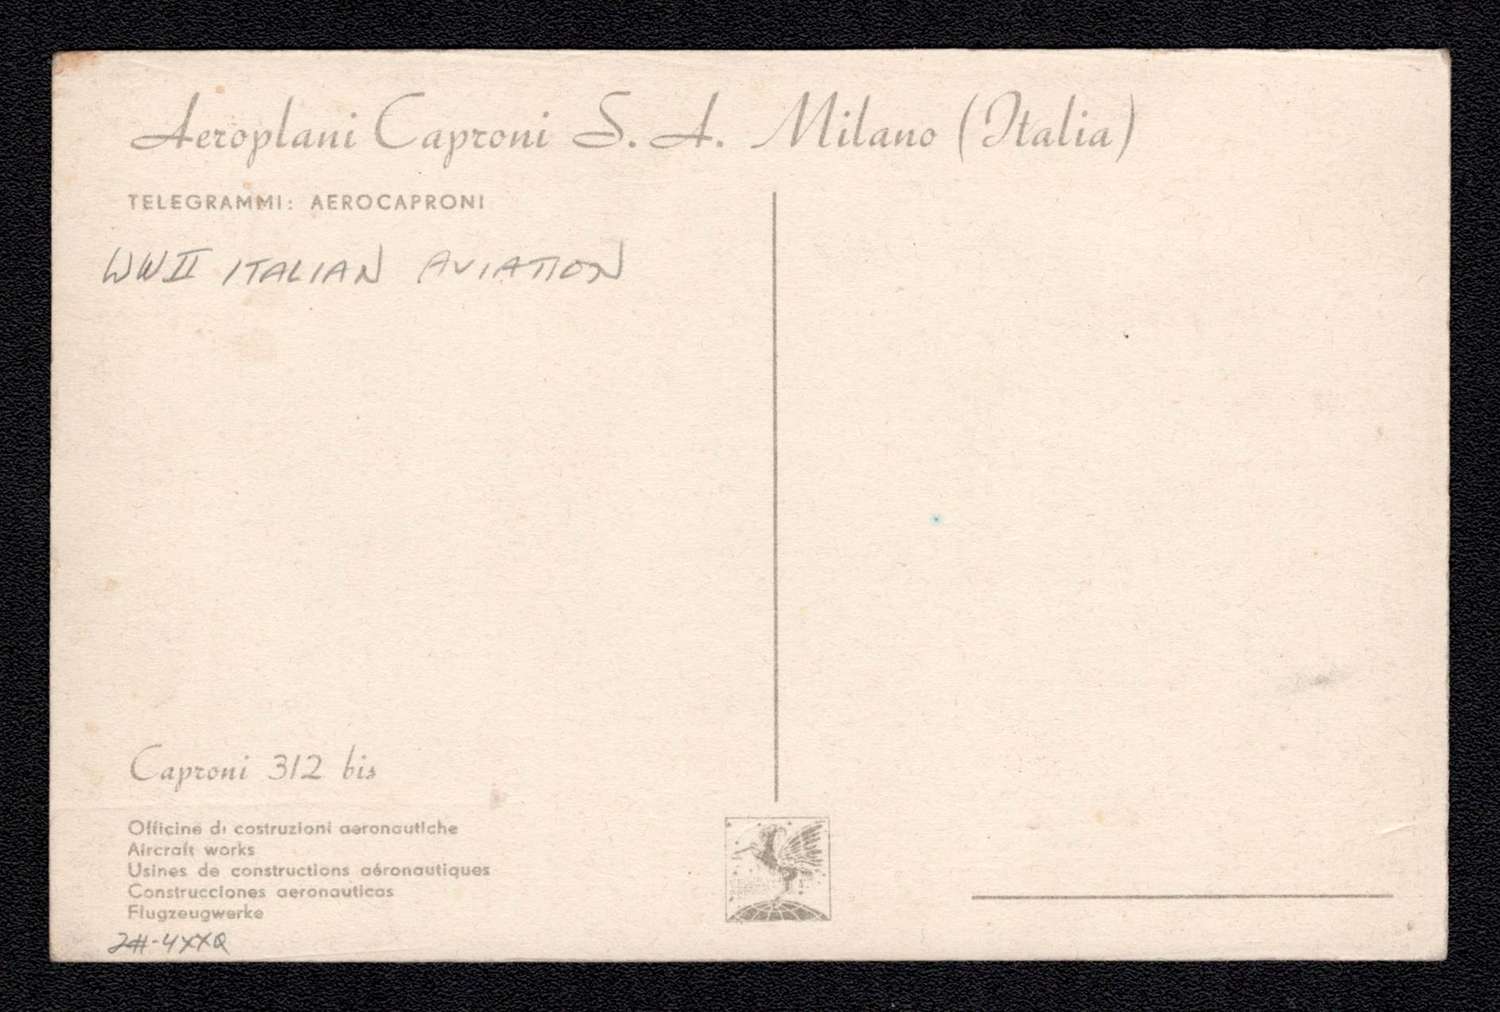 Aeroplani Caproni S. A. Milano (Italia)
TELEGRAMMI: AEROCAPRONI
WWII ITALIAN AVIATION
Caproni 312 bis
Officine di costruzioni aeronautiche
Aircraft works
Usines de constructions aéronautiques
Construcciones aeronauticas
Flugzeugwerke
2#-4XXQ